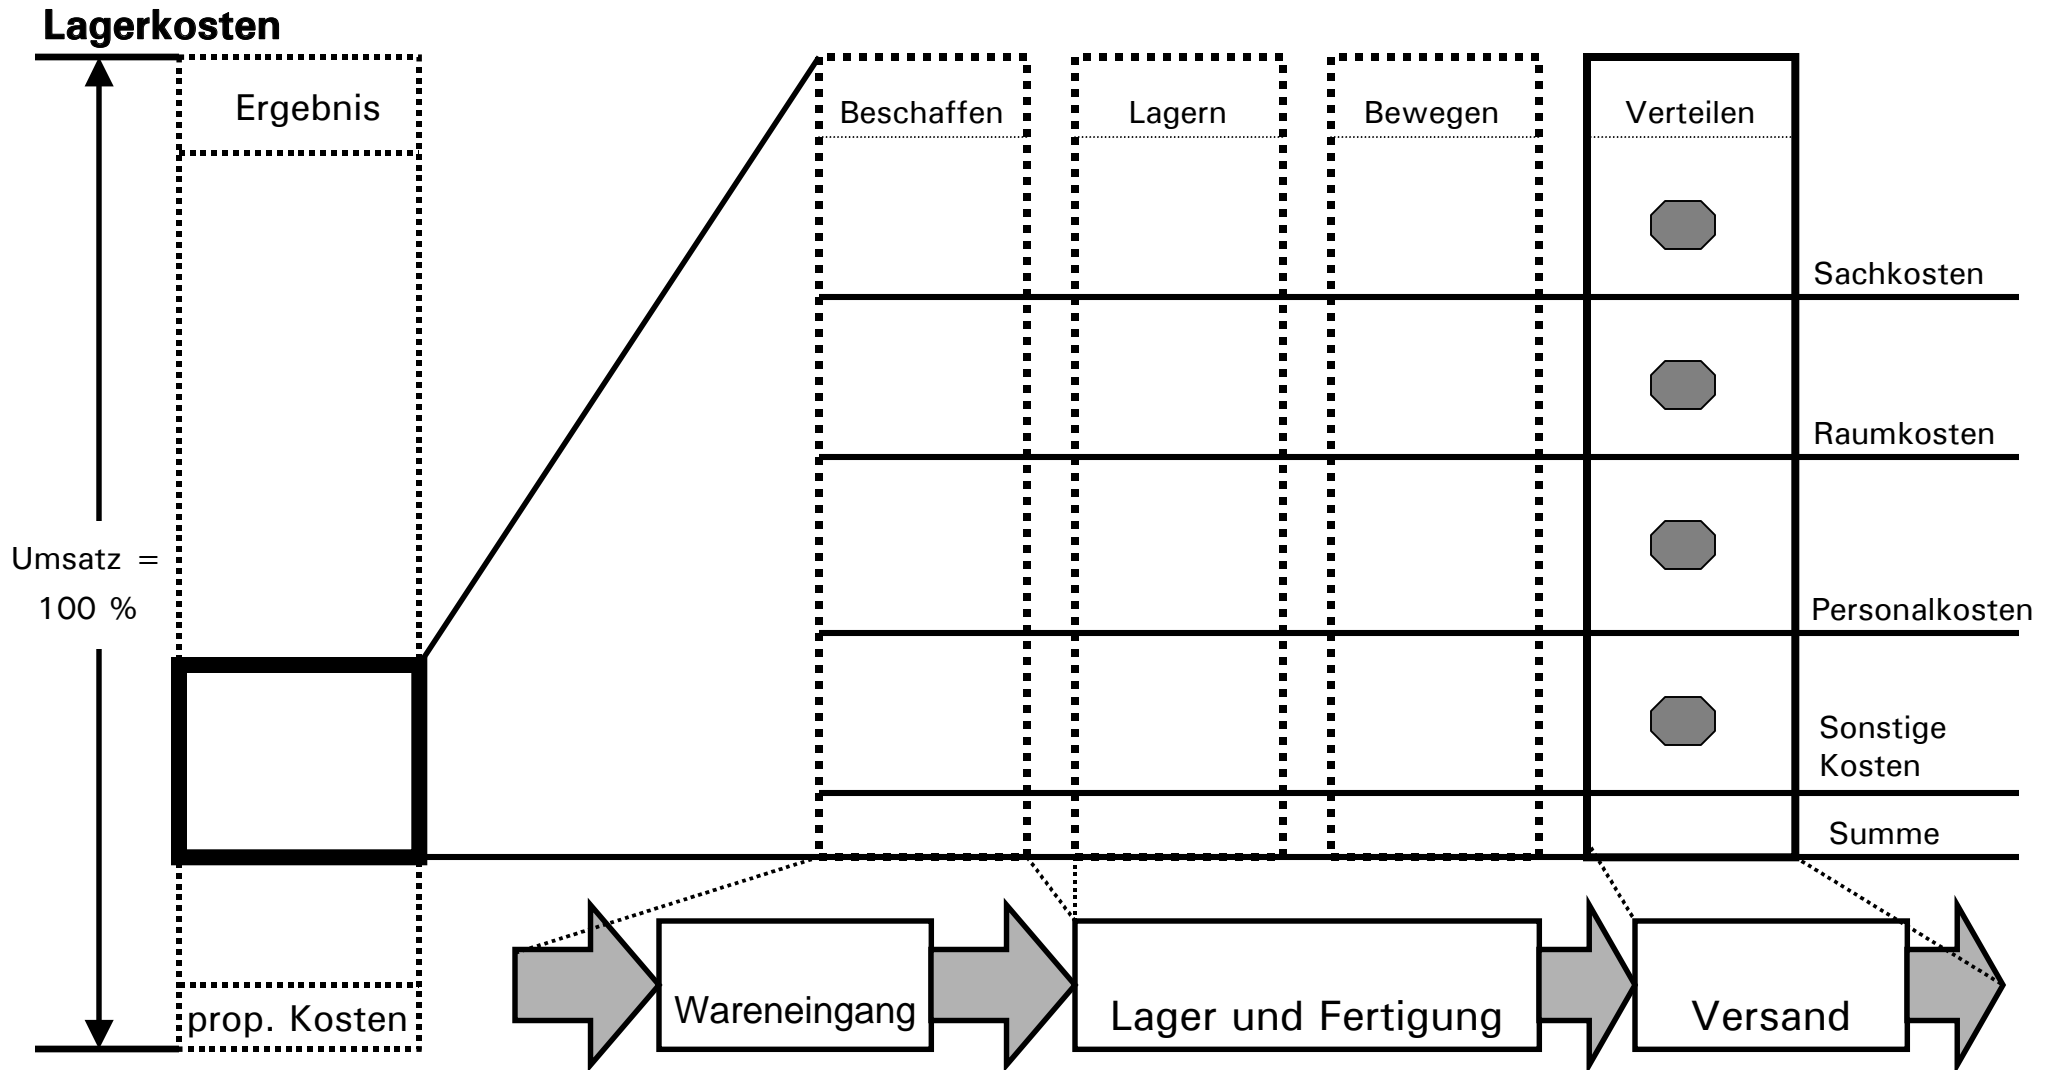 Lagerkosten
Ergebnis
Umsatz =
100 %
prop. Kosten
Beschaffen
Lagern
Bewegen
Verteilen
Sachkosten
Raumkosten
Personalkosten
Sonstige
Kosten
Summe
Wareneingang
Lager und Fertigung
Versand